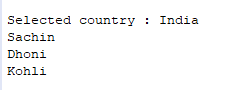 Selected country : India
Sachin
Dhoni
Kohli